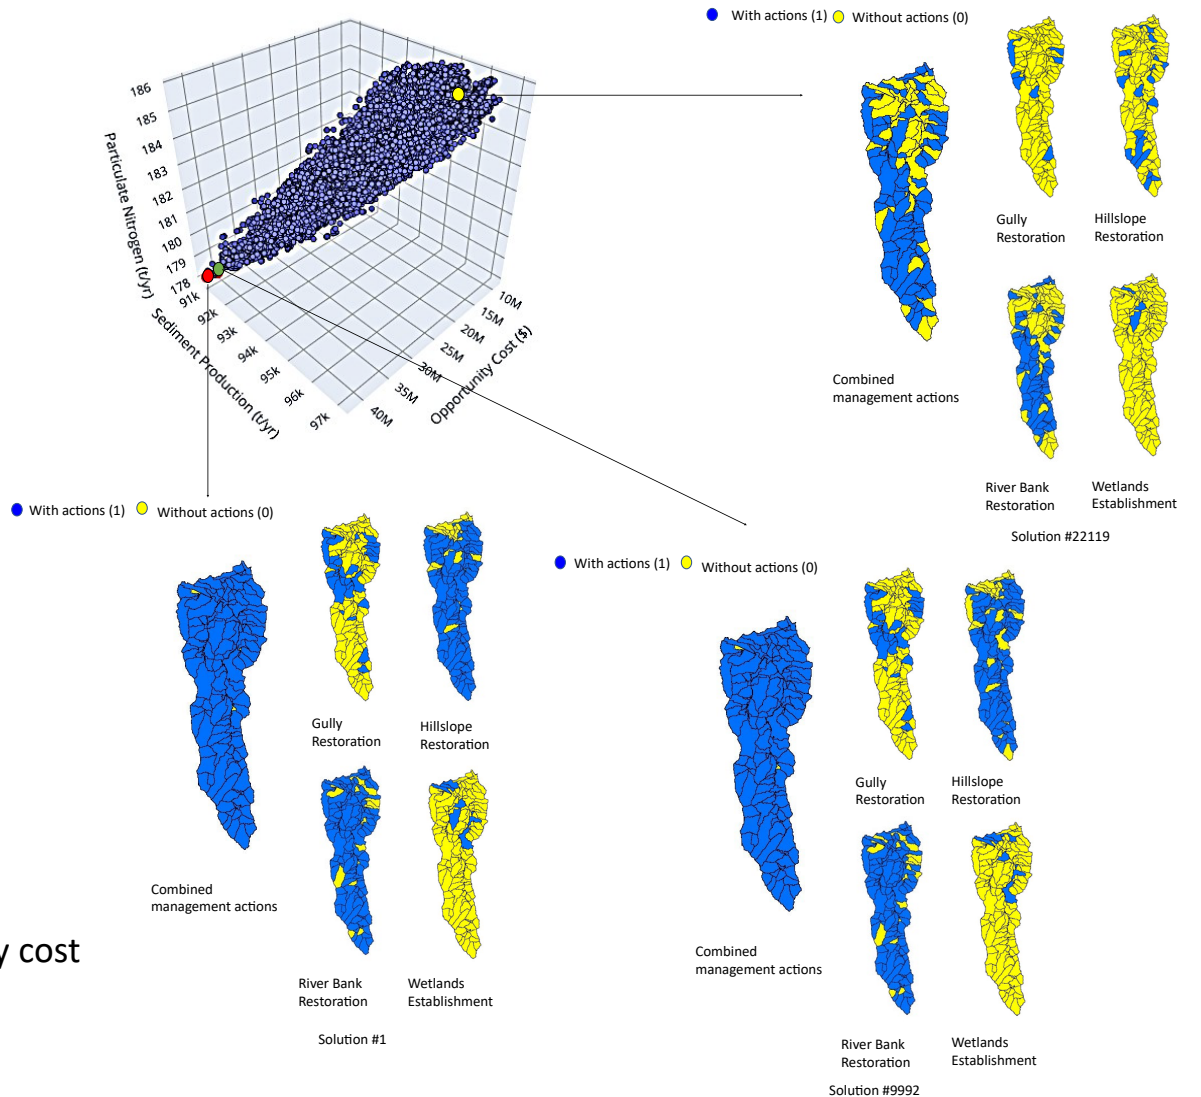 With actions (1) Without actions (0)
186
185
184
183
182
181
180
179
178
Particulate Nitrogen (t/yr)
91k
92k
93k
94k
95k
96k
97k
Sediment Production (t/yr)
10M
15M
20M
25M
30M
35M
40M
Opportunity Cost ($)
Gully
Restoration
Hillslope
Restoration
Combined
management actions
River Bank
Restoration
Wetlands
Establishment
Solution #22119
With actions (1) Without actions (0)
Gully
Restoration
Hillslope
Restoration
Combined
management actions
River Bank
Restoration
Wetlands
Establishment
Solution #1
With actions (1) Without actions (0)
Gully
Restoration
Hillslope
Restoration
Combined
management actions
River Bank
Restoration
Wetlands
Establishment
Solution #9992
y cost